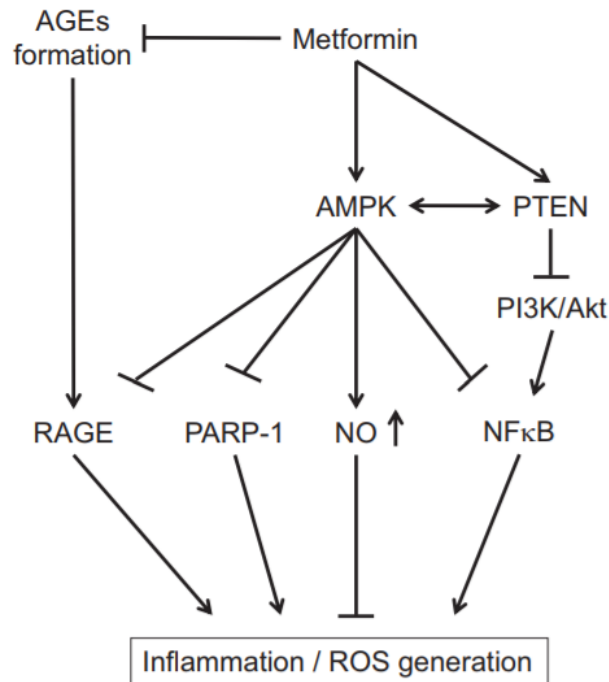 AGEs
formation
Metformin
AMPK
PTEN
PI3K/Akt
RAGE
PARP-1
NO
NFκB
Inflammation / ROS generation